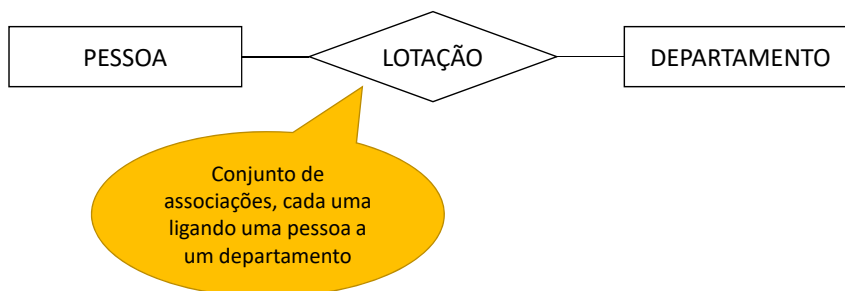 PESSOA
LOTAÇÃO
DEPARTAMENTO
Conjunto de
associações, cada uma
ligando uma pessoa a
um departamento